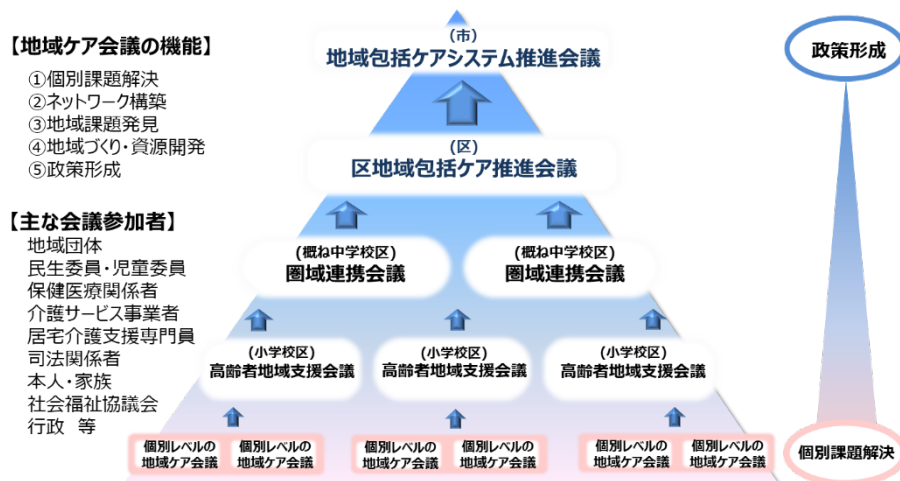 【地域ケア会議の機能】
①個別課題解決
②ネットワーク構築
③地域課題発見
④地域づくり・資源開発
⑤政策形成
【主な会議参加者】
地域団体
民生委員・児童委員
保健医療関係者
介護サービス事業者
居宅介護支援専門員
司法関係者
本人・家族
社会福祉協議会
行政 等
(市)
地域包括ケアシステム推進会議
(区)
区地域包括ケア推進会議
(概ね中学校区)
圏域連携会議
(概ね中学校区)
圏域連携会議
(小学校区)
高齢者地域支援会議
(小学校区)
高齢者地域支援会議
(小学校区)
高齢者地域支援会議
個別レベルの
地域ケア会議
個別レベルの
地域ケア会議
個別レベルの
地域ケア会議
個別レベルの
地域ケア会議
個別レベルの
地域ケア会議
個別レベルの
地域ケア会議
政策形成
個別課題解決